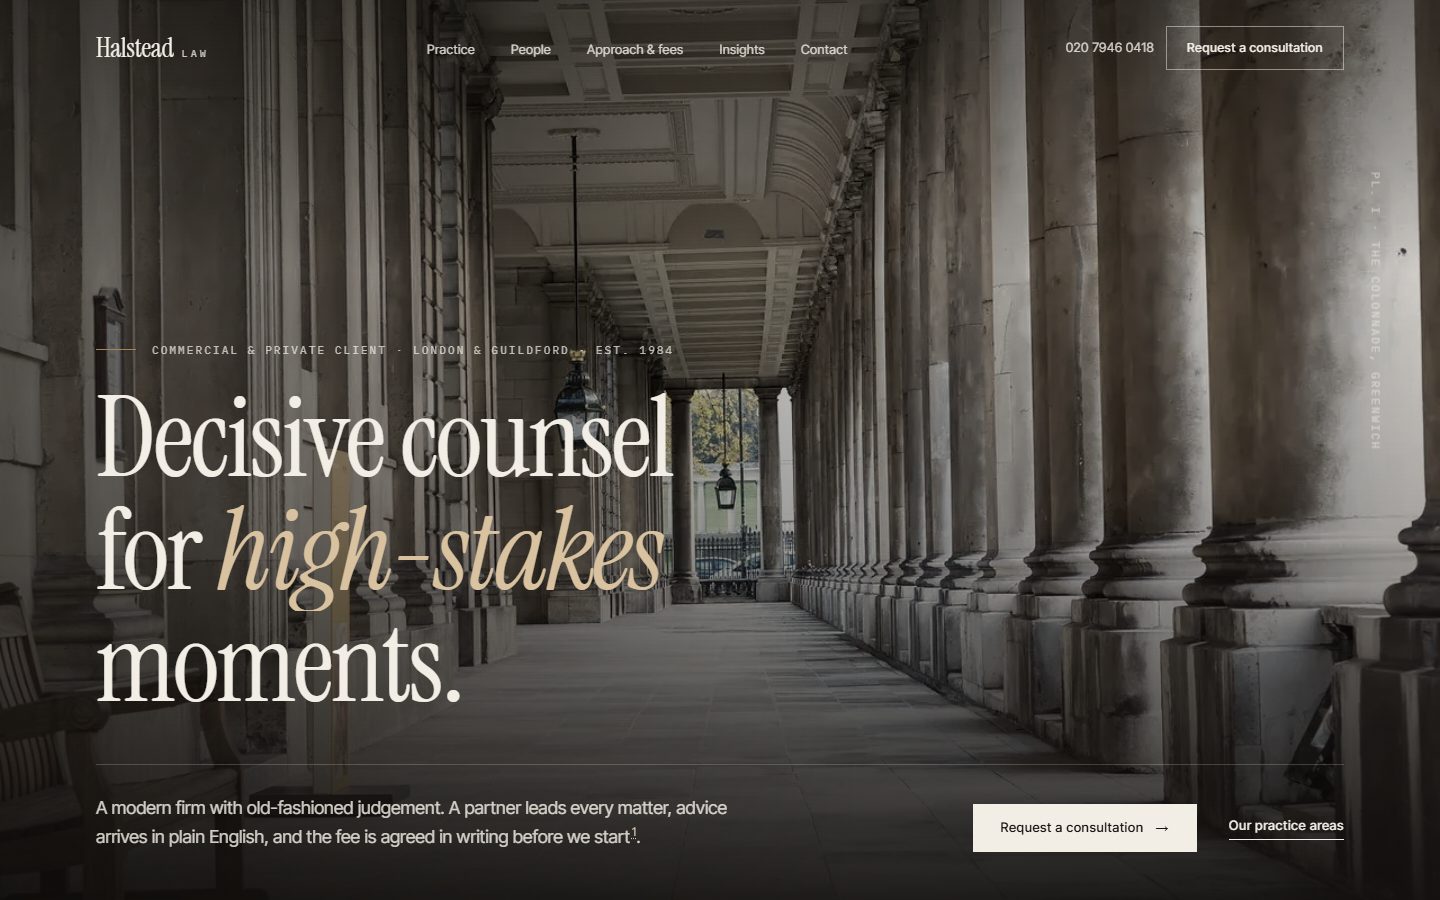 Halstead LAW
Practice People Approach & fees Insights Contact
020 7946 0418 Request a consultation
PL. I · THE COLONNADE, GREENWICH
COMMERCIAL & PRIVATE CLIENT · LONDON & GUILDFORD · EST. 1984
Decisive counsel
for high-stakes
moments.
A modern firm with old-fashioned judgement. A partner leads every matter, advice
arrives in plain English, and the fee is agreed in writing before we start1.
Request a consultation →
Our practice areas